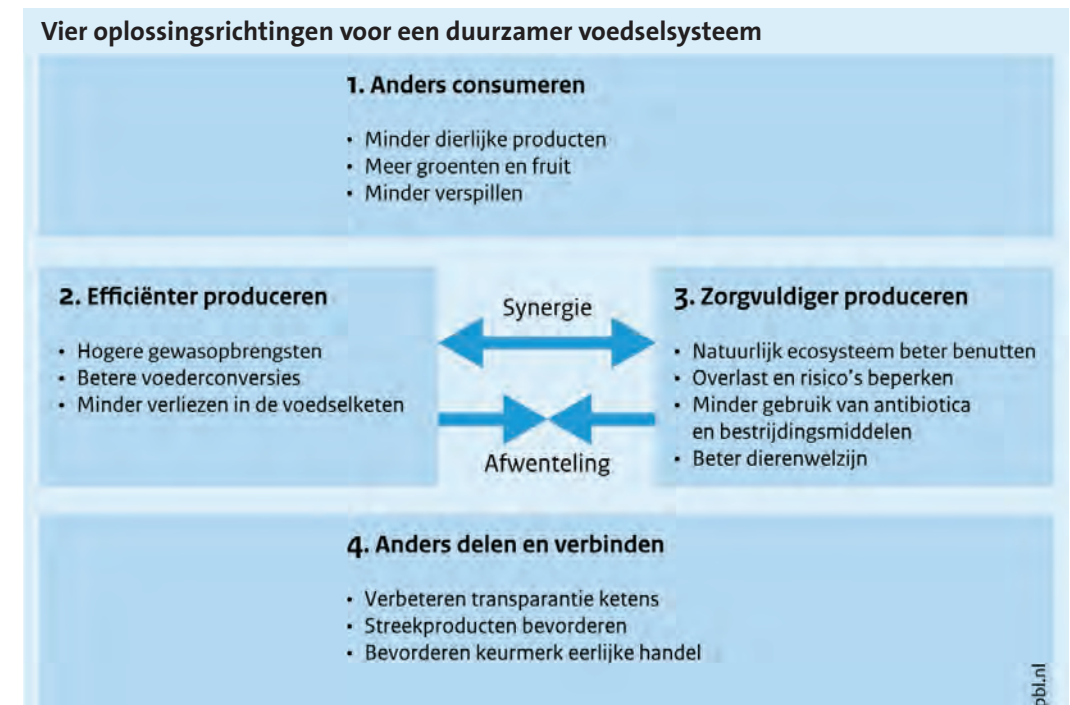 Vier oplossingsrichtingen voor een duurzamer voedselsysteem
1. Anders consumeren
• Minder dierlijke producten
• Meer groenten en fruit
• Minder verspillen
2. Efficiënter produceren
• Hogere gewasopbrengsten
• Betere voederconversies
• Minder verliezen in de voedselketen
Synergie
Afwenteling
3. Zorgvuldiger produceren
• Natuurlijk ecosysteem beter benutten
• Overlast en risico's beperken
• Minder gebruik van antibiotica
en bestrijdingsmiddelen
• Beter dierenwelzijn
4. Anders delen en verbinden
• Verbeteren transparantie ketens
• Streekproducten bevorderen
• Bevorderen keurmerk eerlijke handel
pbl.nl